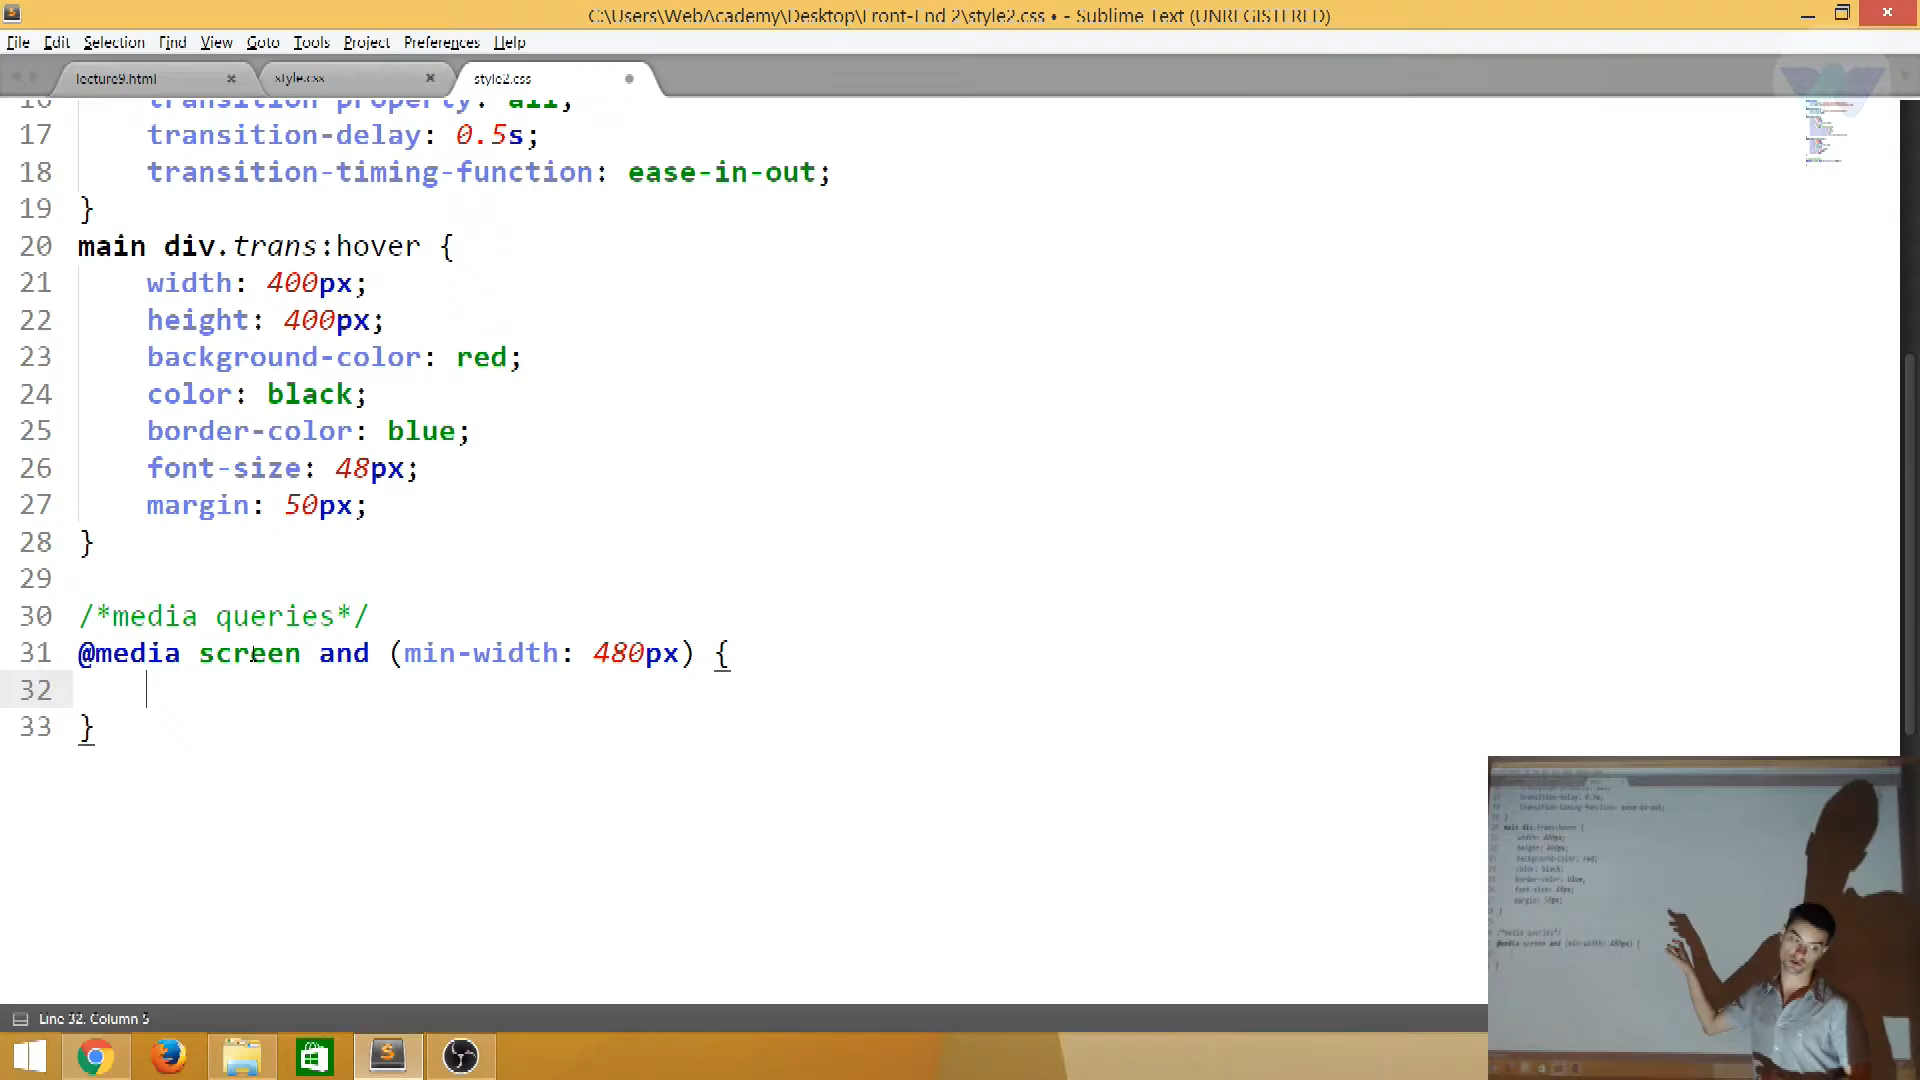 C:\Users\WebAcademy\Desktop\Front-End 2\style2.css • - Sublime Text (UNREGISTERED)
File Edit Selection Find View Goto Tools Project Preferences Help
lecture9.html style.css style2.css
16 transition-property: all;
17 transition-delay: 0.5s;
18 transition-timing-function: ease-in-out;
19 }
20 main div.trans:hover {
21 width: 400px;
22 height: 400px;
23 background-color: red;
24 color: black;
25 border-color: blue;
26 font-size: 48px;
27 margin: 50px;
28 }
29
30 /*media queries*/
31 @media screen and (min-width: 480px) {
32
33 }
Line 32, Column 5